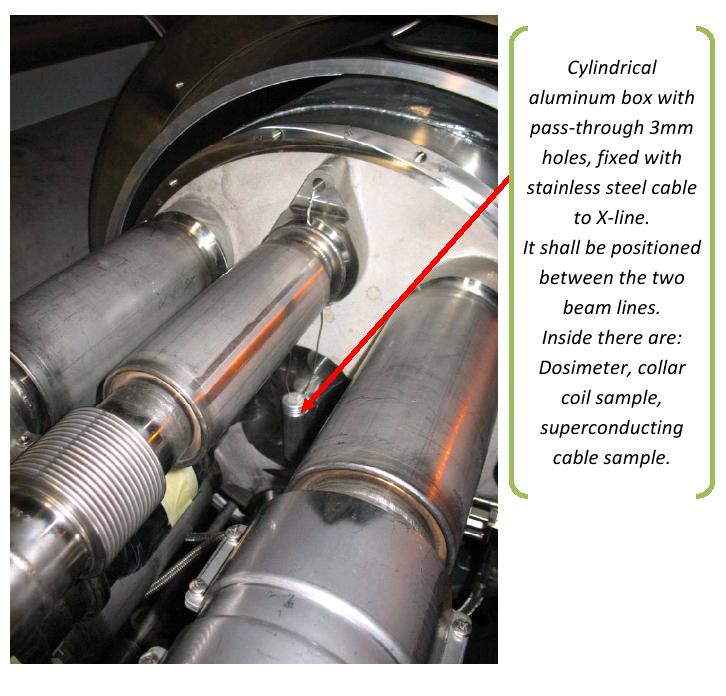 Cylindrical
aluminum box with
pass-through 3mm
holes, fixed with
stainless steel cable
to X-line.
It shall be positioned
between the two
beam lines.
Inside there are:
Dosimeter, collar
coil sample,
superconducting
cable sample.